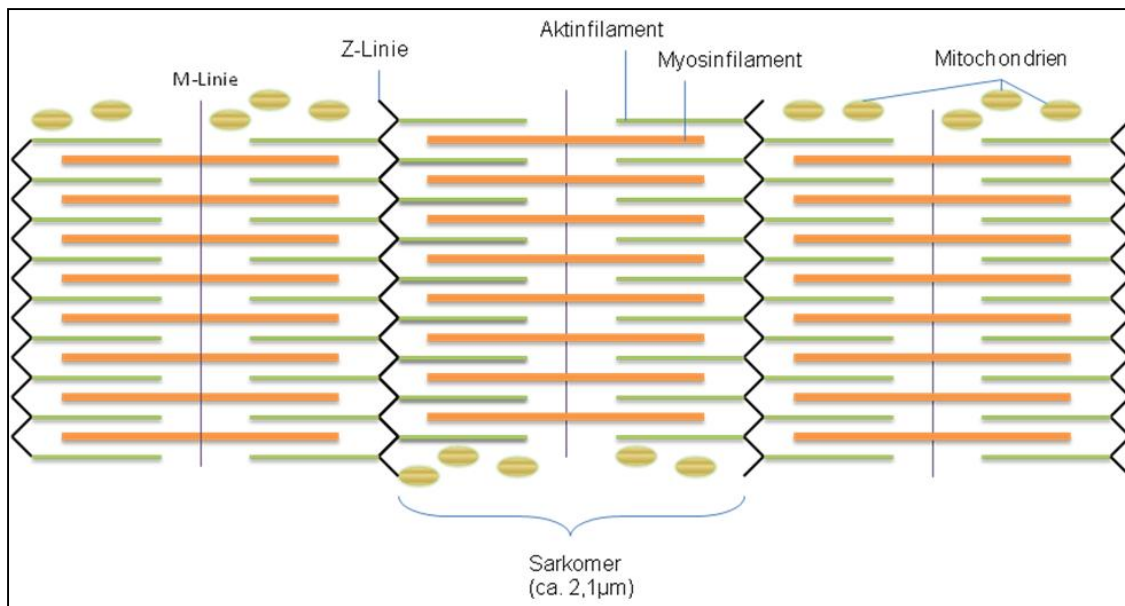 Aktinfilament
Z-Linie
Myosinfilament
Mitochondrien
M-Linie
Sarkomer
(ca. 2,1µm)